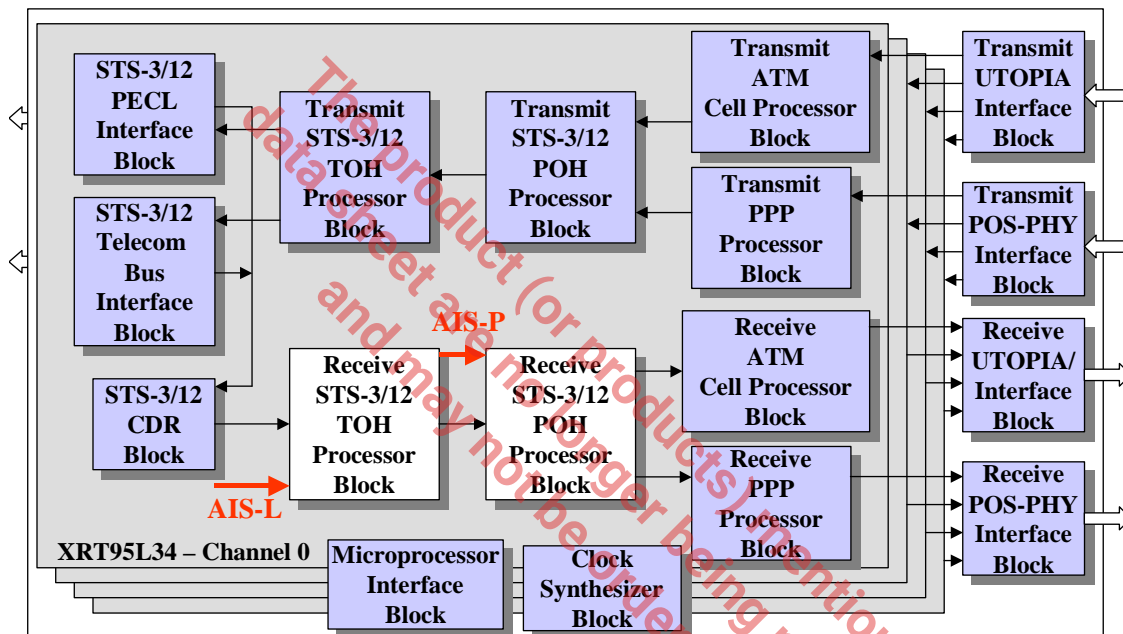 STS-3/12
PECL
Interface
Block
Transmit
STS-3/12
TOH
Processor
Block
Transmit
STS-3/12
POH
Processor
Block
Transmit
ATM
Cell Processor
Block
Transmit
UTOPIA
Interface
Block
STS-3/12
Telecom
Bus
Interface
Block
Transmit
PPP
Processor
Block
Transmit
POS-PHY
Interface
Block
AIS-P
STS-3/12
CDR
Block
Receive
STS-3/12
TOH
Processor
Block
Receive
STS-3/12
POH
Processor
Block
Receive
ATM
Cell Processor
Block
Receive
UTOPIA/
Interface
Block
AIS-L
Receive
PPP
Processor
Block
Receive
POS-PHY
Interface
Block
XRT95L34 – Channel 0
Microprocessor
Interface
Block
Clock
Synthesizer
Block
The product (or products) mention
data sheet are no longer being
and may not be order